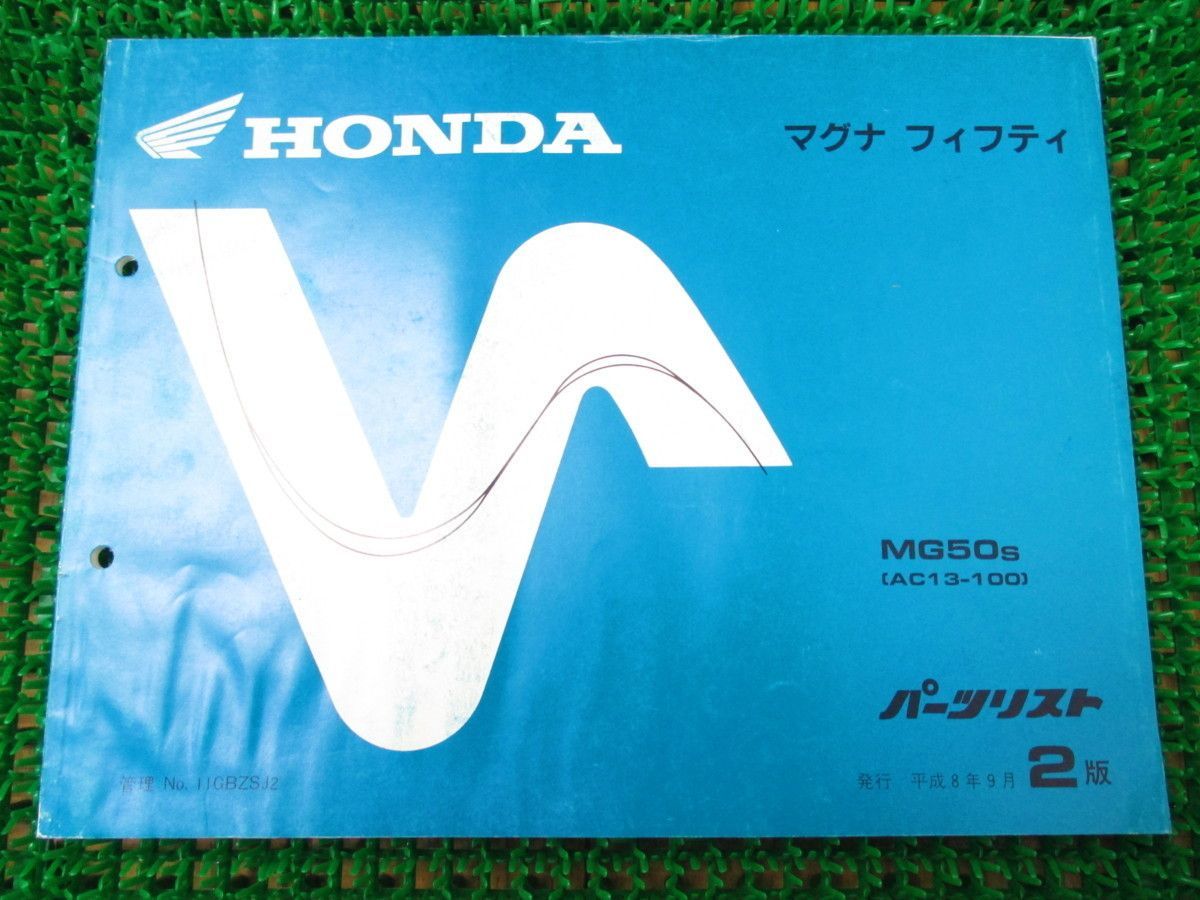 HONDA
マグナ フィフティ
MG50S
(AC13-100)
パーツリスト
管理 No. 11GBZSJ2
発行 平成8年9月 2版